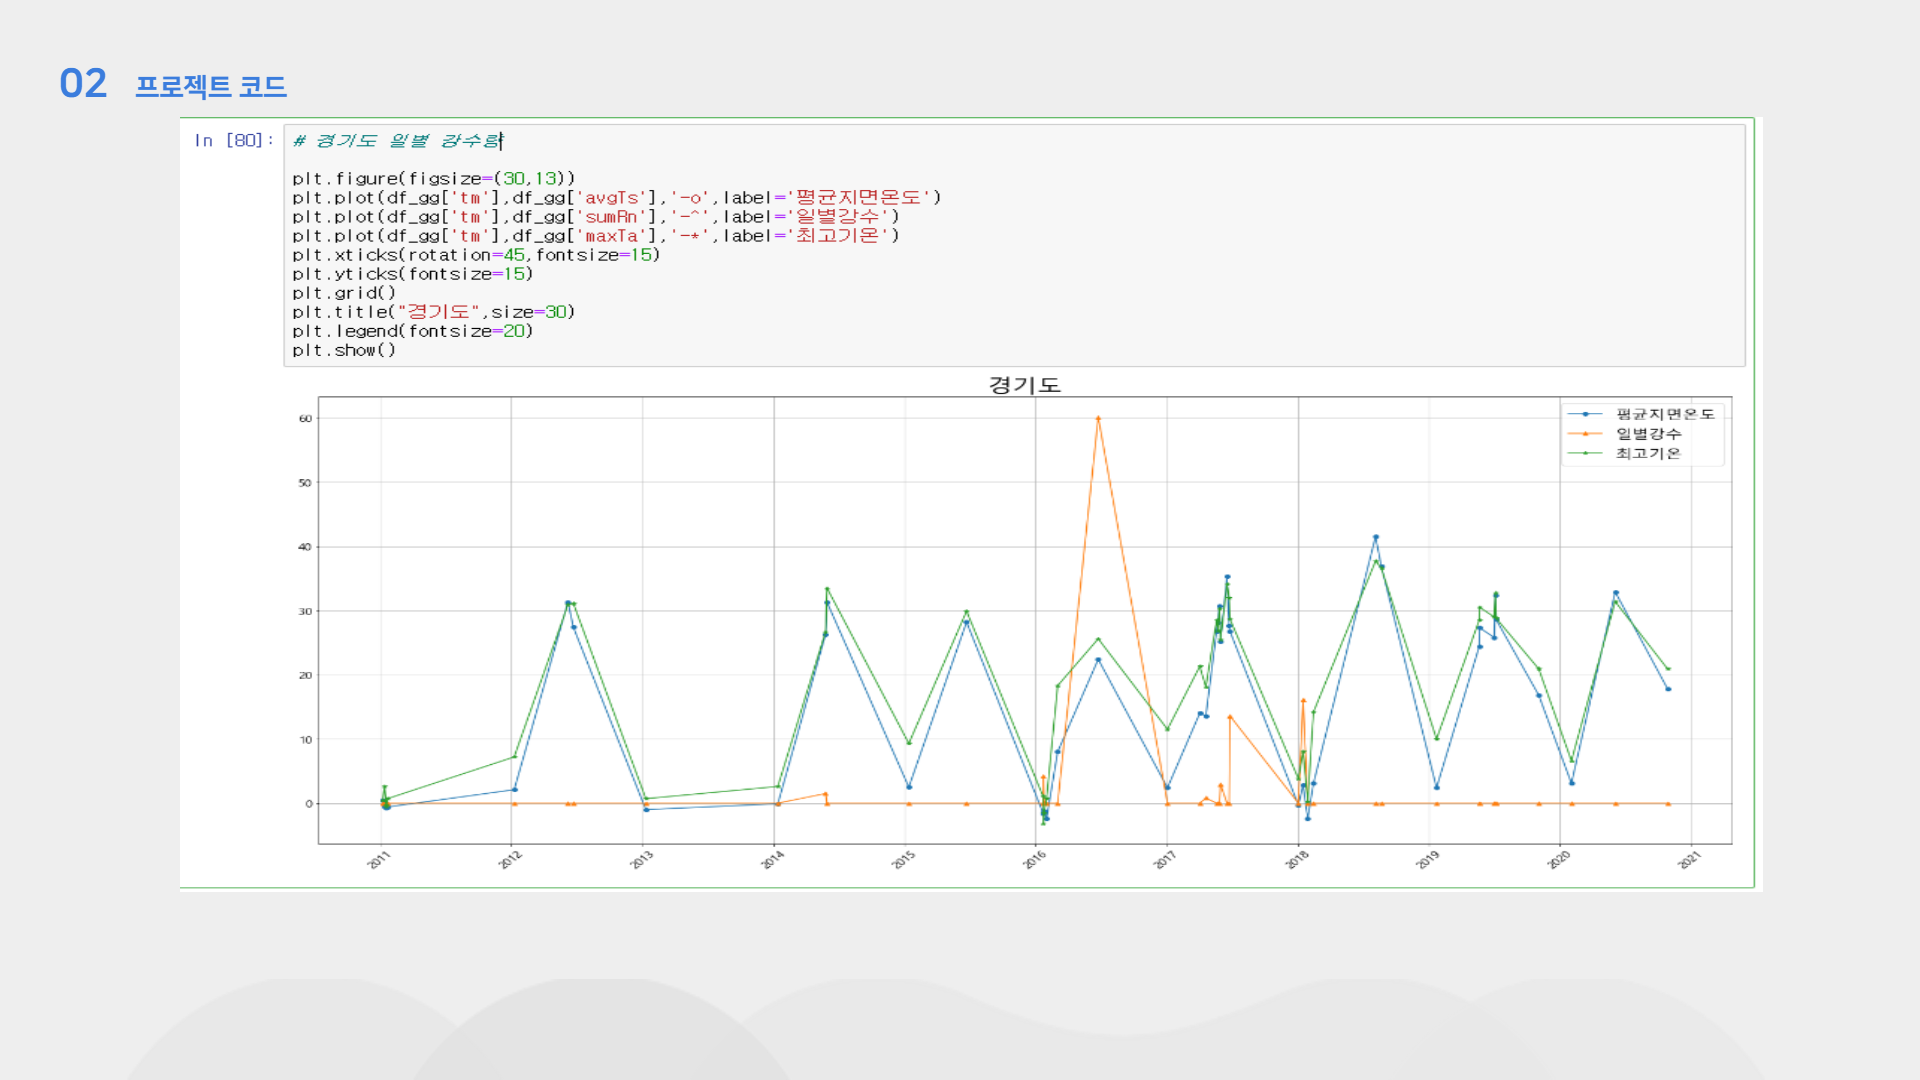 02 프로젝트 코드
In [80]:
# 경기도 일별 강수량
plt.figure(figsize=(30,13))
plt.plot(df_gg['tm'],df_gg['avgTs'],'-o',label='평균지면온도')
plt.plot(df_gg['tm'],df_gg['sumRn'],'-^',label='일별강수')
plt.plot(df_gg['tm'],df_gg['maxTa'],'-*',label='최고기온')
plt.xticks(rotation=45,fontsize=15)
plt.yticks(fontsize=15)
plt.grid()
plt.title("경기도",size=30)
plt.legend(fontsize=20)
plt.show()
경기도
평균지면온도
일별강수
최고기온
60
50
40
30
20
10
0
2011 2012 2013 2014 2015 2016 2017 2018 2019 2020 2021